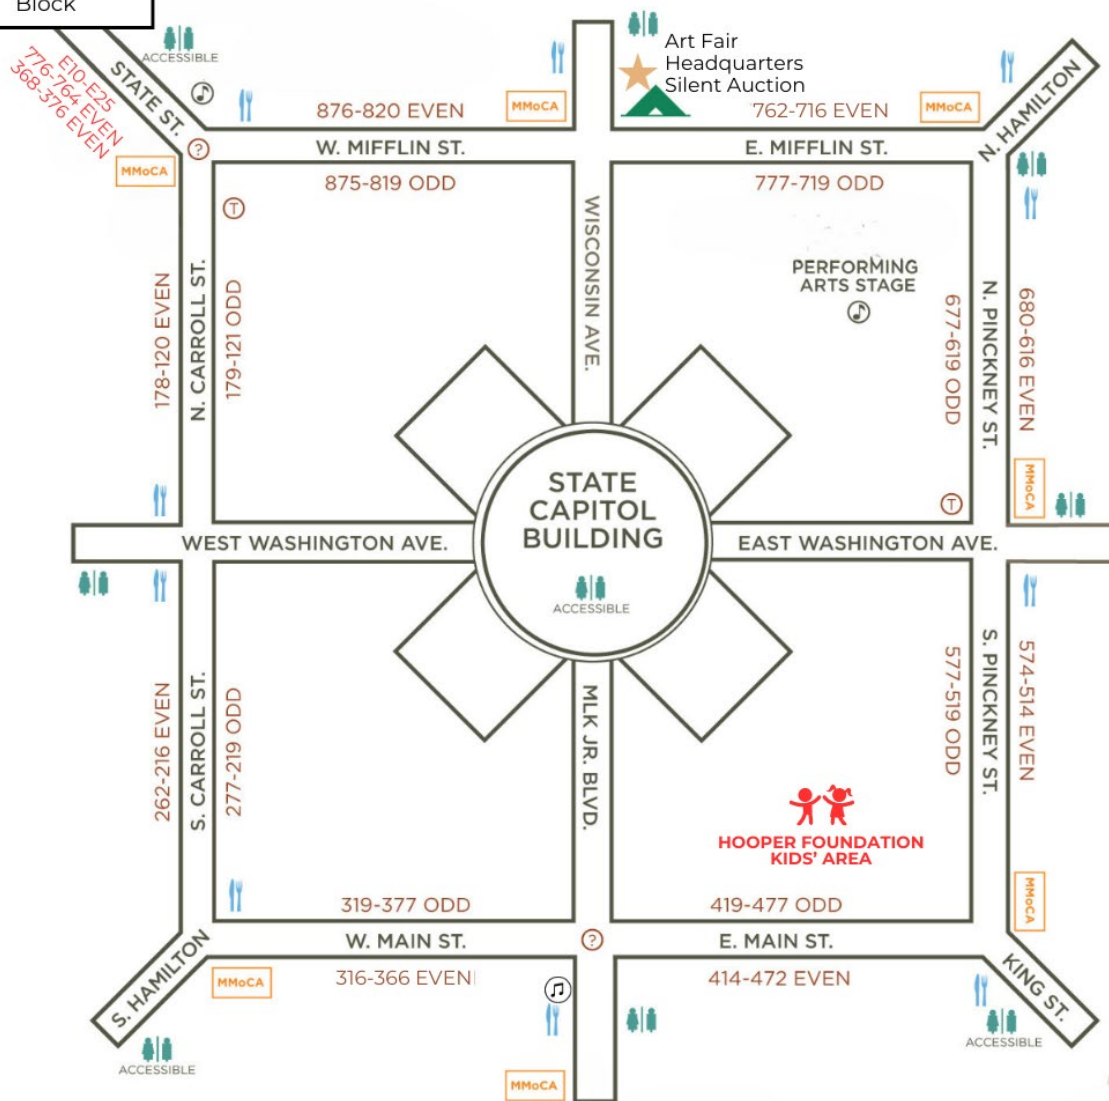 Block
ACCESSIBLE
STATE ST.
E10-E25
776-764 EVEN
368-376 EVEN
Art Fair
Headquarters
Silent Auction
876-820 EVEN
MMoCA
762-716 EVEN
MMoCA
N. HAMILTON
?
W. MIFFLIN ST.
E. MIFFLIN ST.
MMoCA
875-819 ODD
777-719 ODD
T
WISCONSIN AVE.
PERFORMING
ARTS STAGE
178-120 EVEN
N. CARROLL ST.
179-121 ODD
677-619 ODD
N. PINCKNEY ST.
680-616 EVEN
MMoCA
T
STATE
CAPITOL
BUILDING
ACCESSIBLE
WEST WASHINGTON AVE.
EAST WASHINGTON AVE.
262-216 EVEN
S. CARROLL ST.
277-219 ODD
MLK JR. BLVD.
577-519 ODD
S. PINCKNEY ST.
574-514 EVEN
HOOPER FOUNDATION
KIDS' AREA
MMoCA
319-377 ODD
419-477 ODD
W. MAIN ST.
?
E. MAIN ST.
S. HAMILTON
MMoCA
316-366 EVEN
414-472 EVEN
KING ST.
ACCESSIBLE
ACCESSIBLE
MMoCA